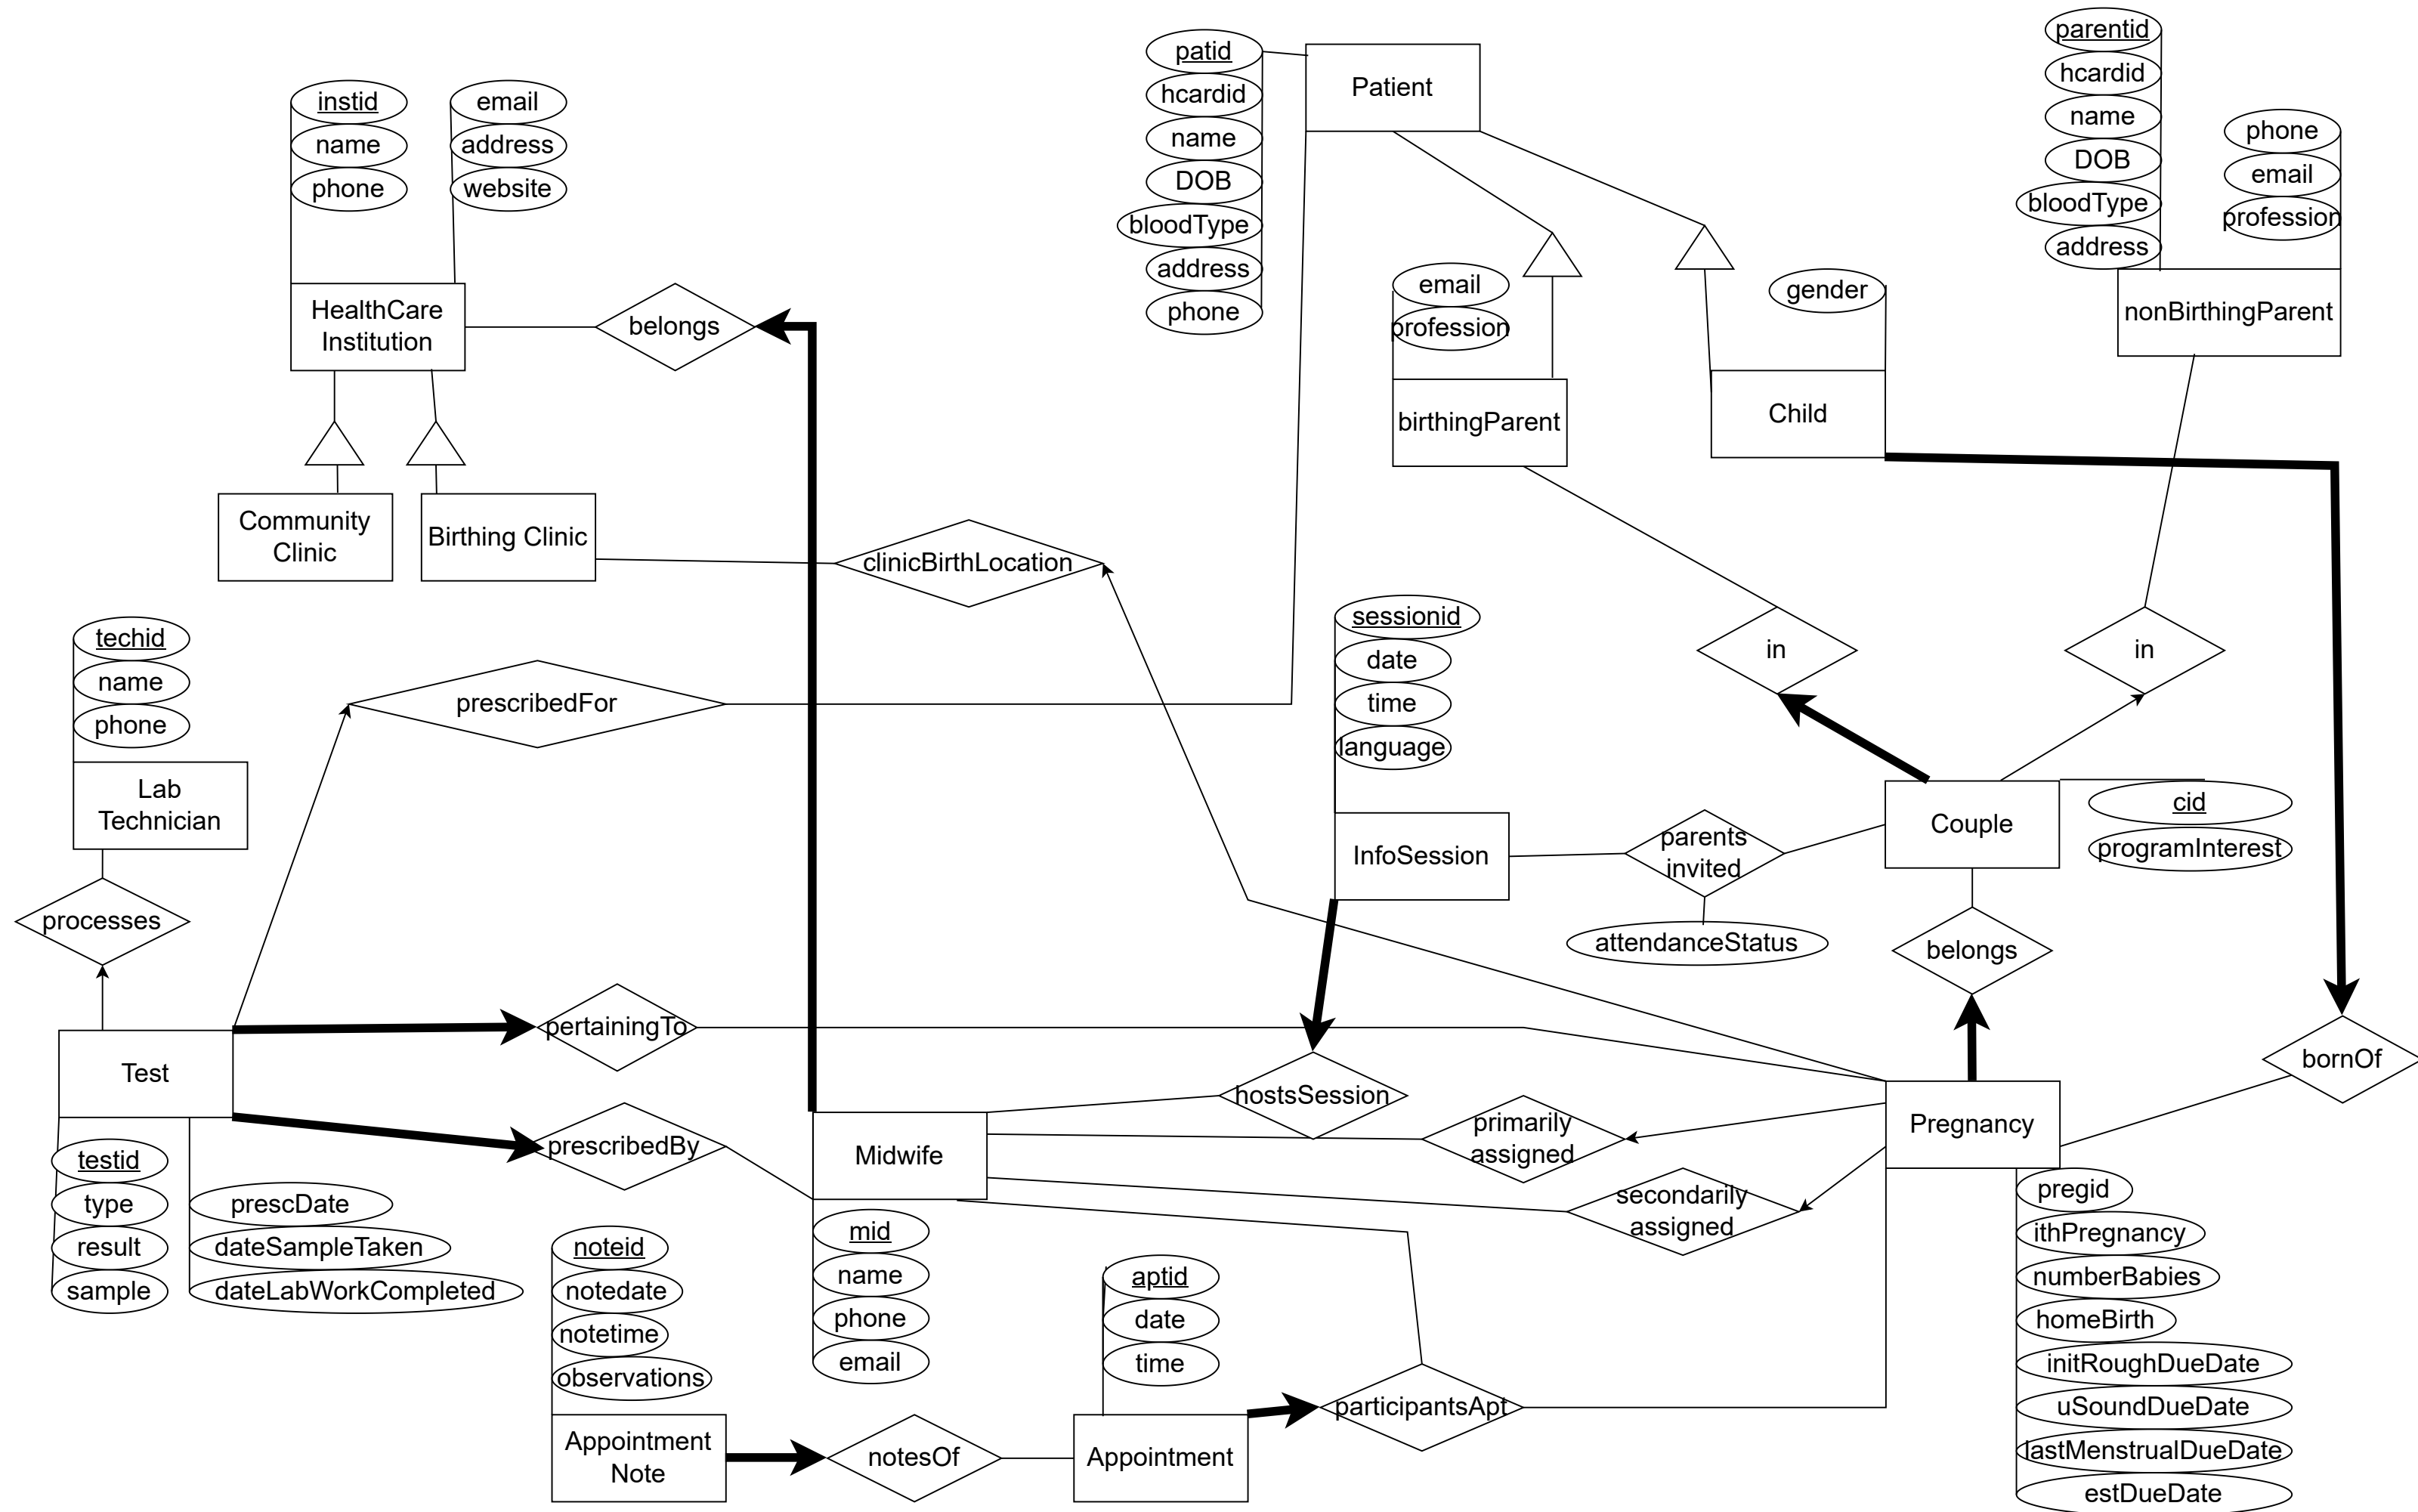 patid
hcardid
name
DOB
bloodType
address
phone
Patient
parentid
hcardid
name
DOB
bloodType
address
phone
email
profession
nonBirthingParent
instid
name
phone
email
address
website
HealthCare
Institution
belongs
email
profession
birthingParent
gender
Child
Community
Clinic
Birthing Clinic
clinicBirthLocation
techid
name
phone
Lab
Technician
prescribedFor
sessionid
date
time
language
InfoSession
in
in
parents
invited
attendanceStatus
Couple
cid
programInterest
belongs
processes
pertainingTo
Test
prescribedBy
testid
type
result
sample
prescDate
dateSampleTaken
dateLabWorkCompleted
hostsSession
Midwife
primarily
assigned
secondarily
assigned
Pregnancy
bornOf
mid
name
phone
email
noteid
notedate
notetime
observations
Appointment
Note
notesOf
aptid
date
time
Appointment
participantsApt
pregid
ithPregnancy
numberBabies
homeBirth
initRoughDueDate
uSoundDueDate
lastMenstrualDueDate
estDueDate